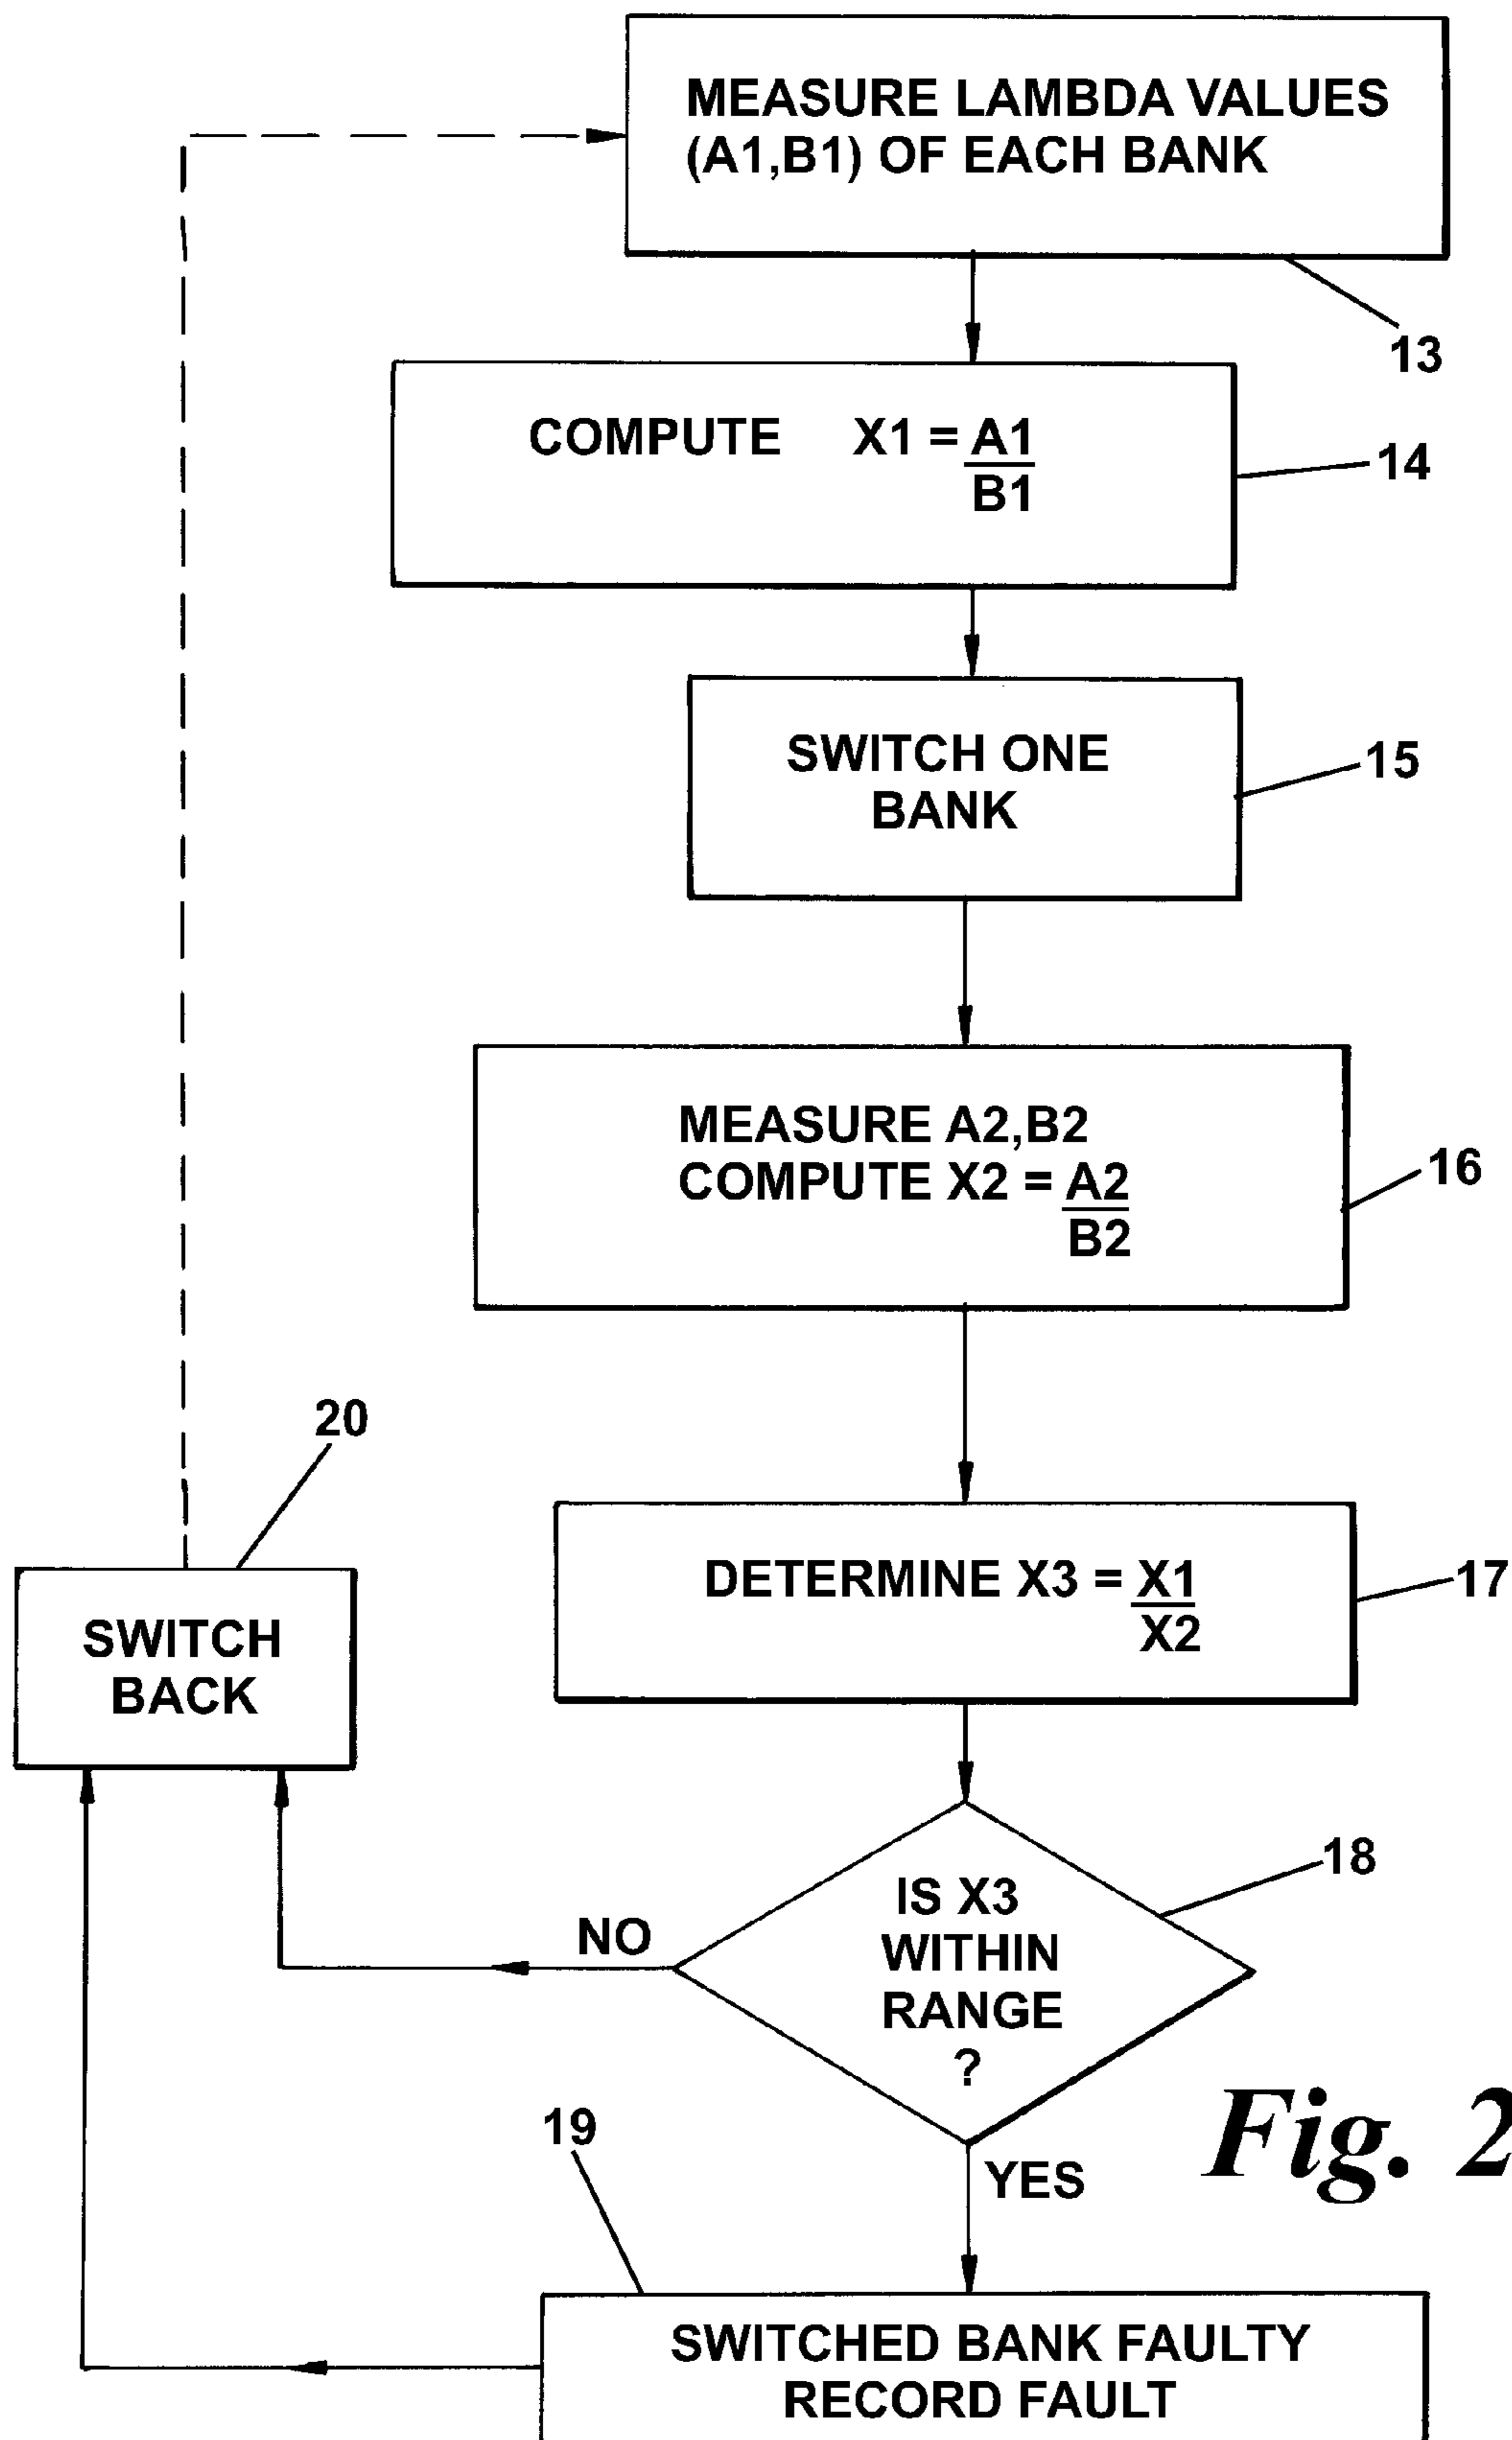 MEASURE LAMBDA VALUES
(A1,B1) OF EACH BANK
13
COMPUTE X1 = A1
B1
14
SWITCH ONE
BANK
15
MEASURE A2,B2
COMPUTE X2 = A2
B2
16
20
DETERMINE X3 = X1
X2
17
SWITCH
BACK
18
IS X3
WITHIN
RANGE
?
NO
Fig. 2
19
YES
SWITCHED BANK FAULTY
RECORD FAULT